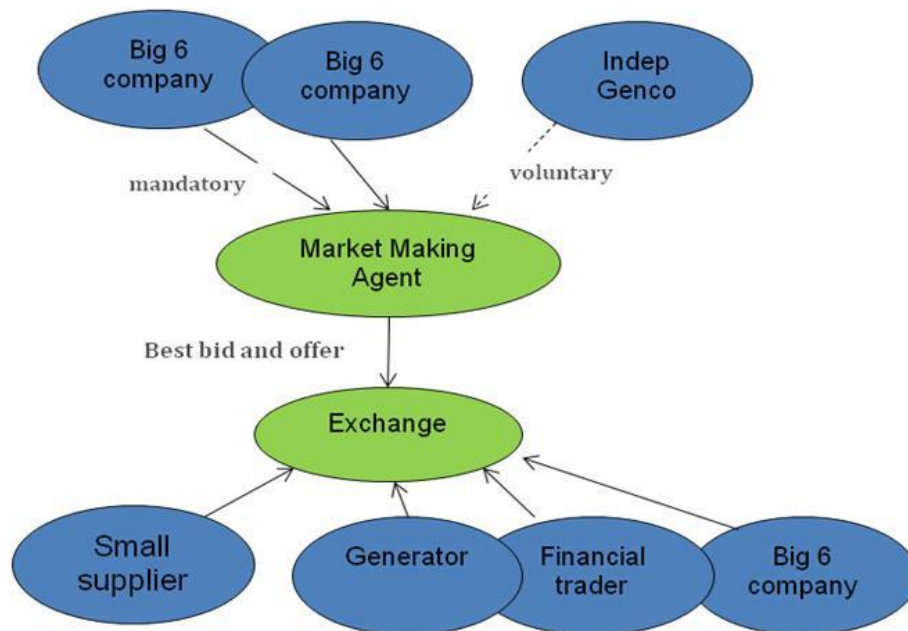 Big 6
company
Big 6
company
Indep
Genco
mandatory
voluntary
Market Making
Agent
Best bid and offer
Exchange
Small
supplier
Generator
Financial
trader
Big 6
company